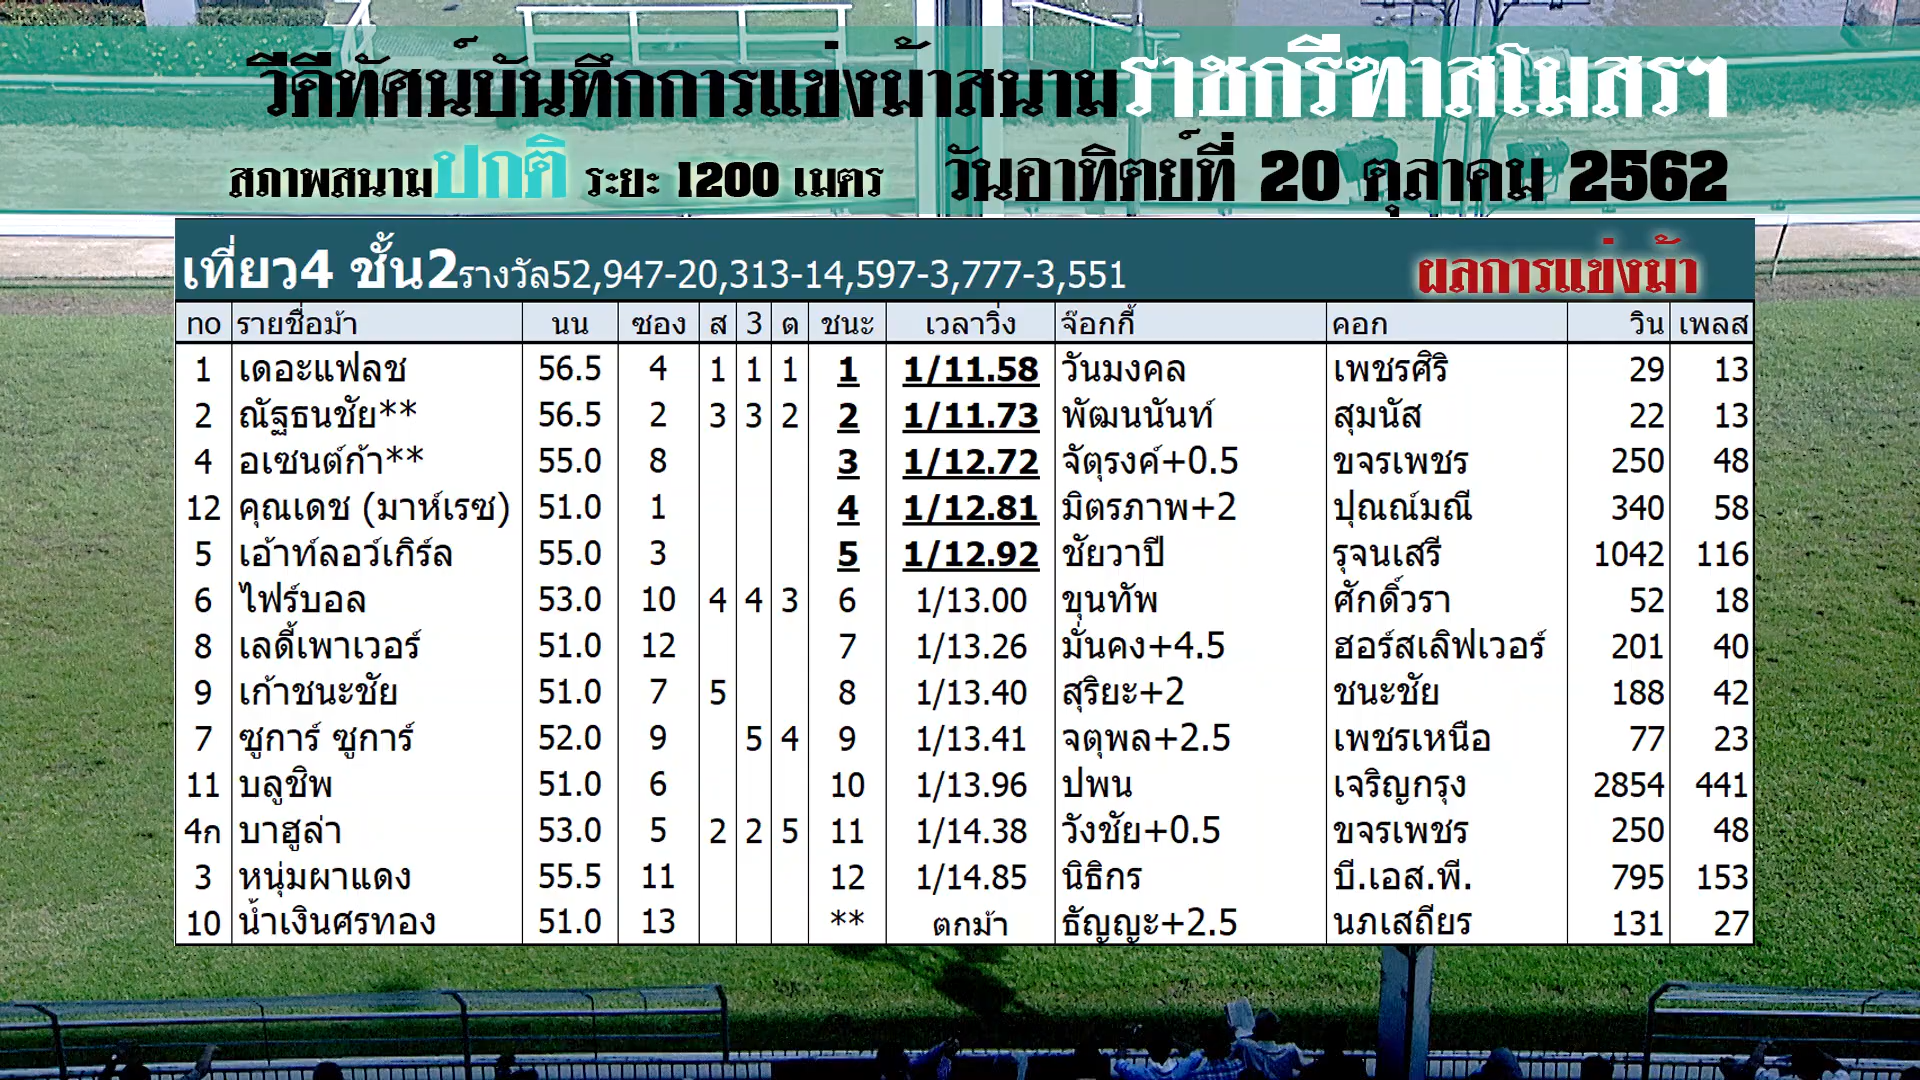 วีดีทัศน์บันทึกการแข่งม้าสนามราชกรีฑาสโมสรฯ
สภาพสนามปกติ ระยะ 1200 เมตร วันอาทิตย์ที่ 20 ตุลาคม 2562
เที่ยว4 ชั้น2รางวัล52,947-20,313-14,597-3,777-3,551 ผลการแข่งม้า
no รายชื่อม้า นน ซอง ส 3 ต ชนะ เวลาวิ่ง จ๊อกกี้ คอก วิน เพลส
1 เดอะแฟลช 56.5 4 1 1 1 1 1/11.58 วันมงคล เพชรศิริ 29 13
2 ณัฐธนชัย** 56.5 2 3 3 2 2 1/11.73 พัฒนนันท์ สุมนัส 22 13
4 อเซนต์ก้า** 55.0 8 3 1/12.72 จัตุรงค์+0.5 ขจรเพชร 250 48
12 คุณเดช (มาห์เรซ) 51.0 1 4 1/12.81 มิตรภาพ+2 ปุณณ์มณี 340 58
5 เอ้าท์ลอว์เกิร์ล 55.0 3 5 1/12.92 ชัยวาปี รุจนเสรี 1042 116
6 ไฟร์บอล 53.0 10 4 4 3 6 1/13.00 ขุนทัพ ศักดิ์วรา 52 18
8 เลดี้เพาเวอร์ 51.0 12 7 1/13.26 มั่นคง+4.5 ฮอร์สเลิฟเวอร์ 201 40
9 เก้าชนะชัย 51.0 7 5 8 1/13.40 สุริยะ+2 ชนะชัย 188 42
7 ซูการ์ ซูการ์ 52.0 9 5 4 9 1/13.41 จตุพล+2.5 เพชรเหนือ 77 23
11 บลูชิพ 51.0 6 10 1/13.96 ปพน เจริญกรุง 2854 441
4ก บาฮูล่า 53.0 5 2 2 5 11 1/14.38 วังชัย+0.5 ขจรเพชร 250 48
3 หนุ่มผาแดง 55.5 11 12 1/14.85 นิธิกร บี.เอส.พี. 795 153
10 น้ำเงินศรทอง 51.0 13 ** ตกม้า ธัญญะ+2.5 นภเสถียร 131 27